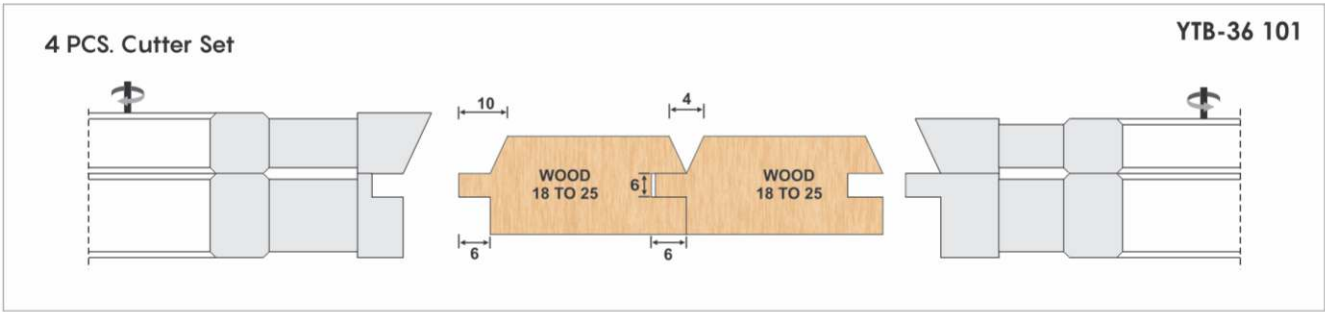 4 PCS. Cutter Set
YTB-36 101
10
4
WOOD
18 TO 25
6
WOOD
18 TO 25
6
6